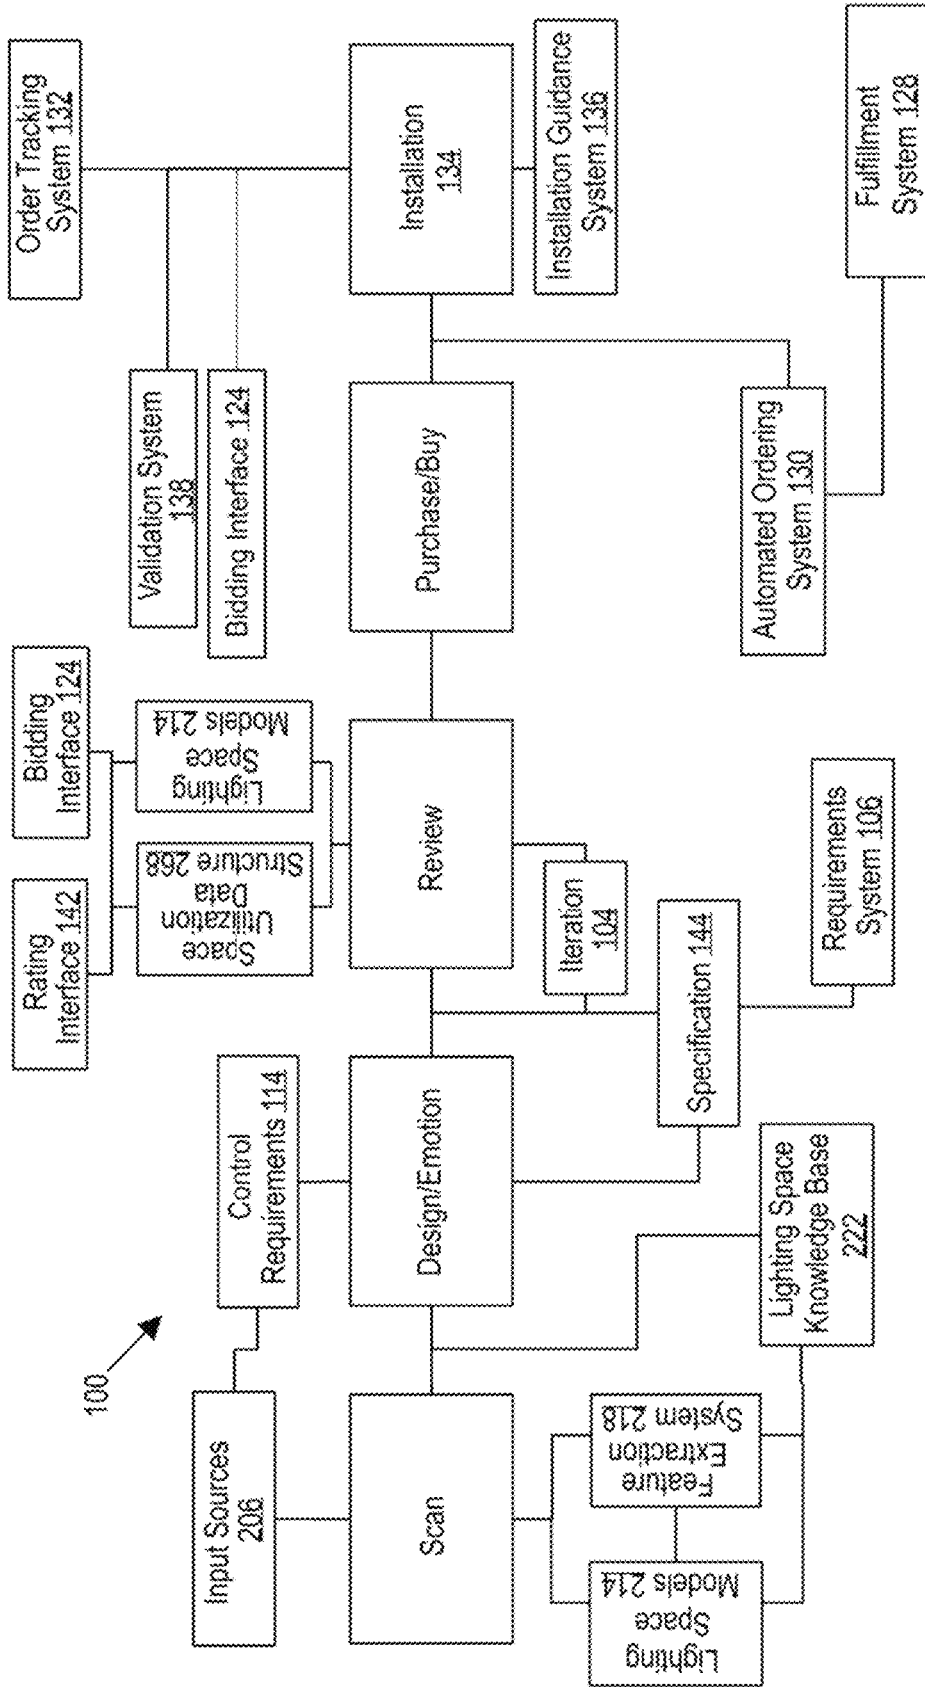 100
Input Sources
206
Control
Requirements 114
Rating
Interface 142
Bidding
Interface 124
Space
Utilization
Data
Structure 268
Lighting
Space
Models 214
Validation System
138
Bidding Interface 124
Order Tracking
System 132
Scan
Design/Emotion
Review
Purchase/Buy
Installation
134
Lighting
Space
Models 214
Feature
Extraction
System 218
Lighting Space
Knowledge Base
222
Iteration
104
Specification 144
Requirements
System 106
Automated Ordering
System 130
Installation Guidance
System 136
Fulfillment
System 128